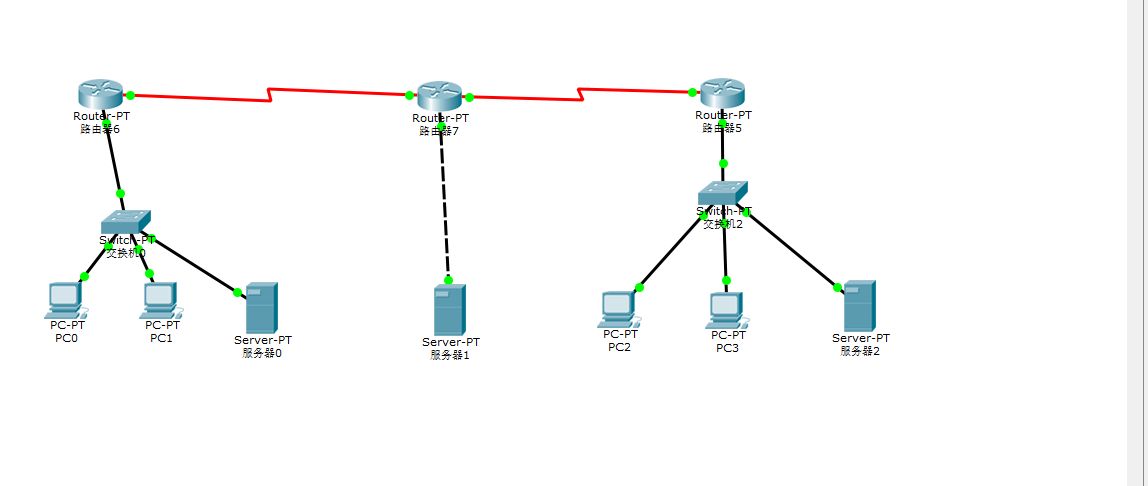 Router-PT
路由器6
Router-PT
路由器7
Router-PT
路由器5
Switch-PT
交换机0
Switch-PT
交换机2
PC-PT
PC0
PC-PT
PC1
Server-PT
服务器0
Server-PT
服务器1
PC-PT
PC2
PC-PT
PC3
Server-PT
服务器2